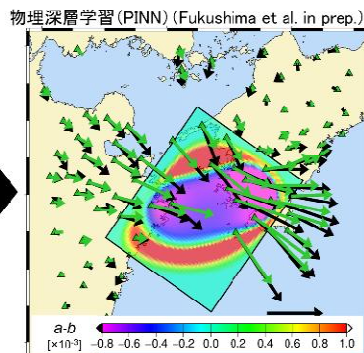 物理深層学習(PINN) (Fukushima et al. in prep.)
a-b
[×10⁻³] −0.8 −0.6 −0.4 −0.2 0.0 0.2 0.4 0.6 0.8 1.0